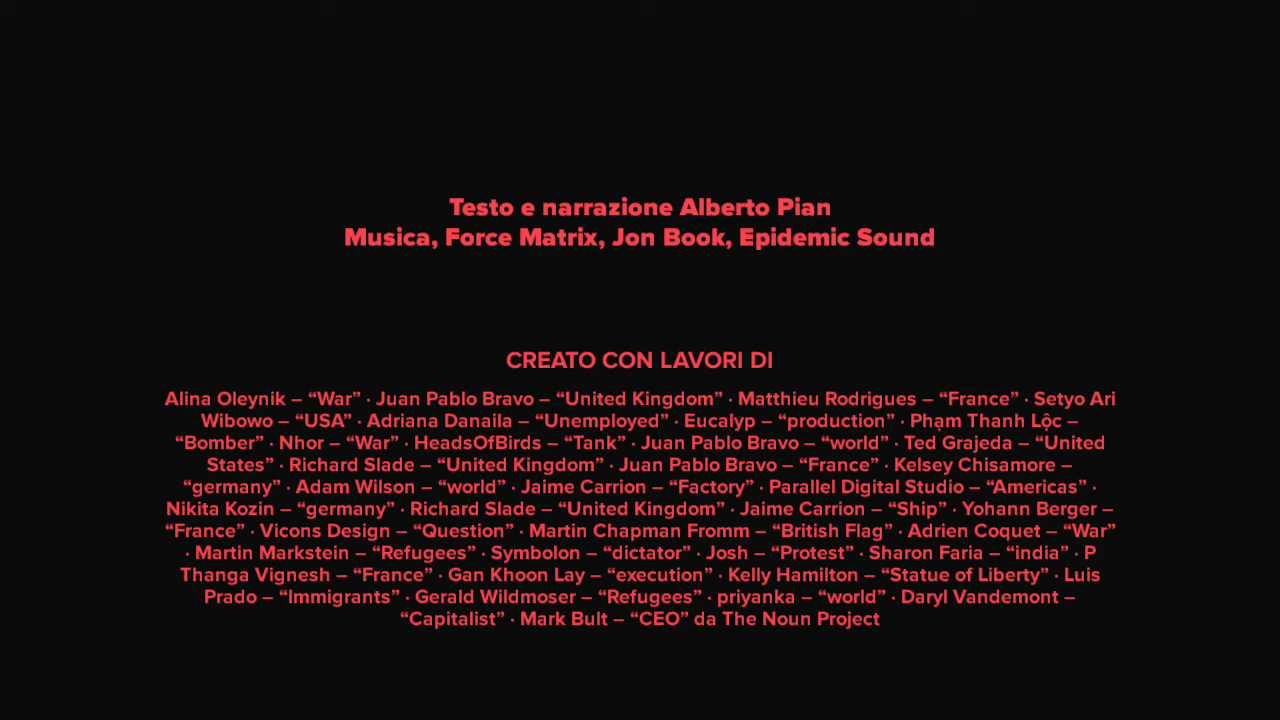 Testo e narrazione Alberto Pian
Musica, Force Matrix, Jon Book, Epidemic Sound
CREATO CON LAVORI DI
Alina Oleynik – “War” · Juan Pablo Bravo – “United Kingdom” · Matthieu Rodrigues – “France” · Setyo Ari
Wibowo – “USA” · Adriana Danaila – “Unemployed” · Eucalyp – “production” · Phạm Thanh Lộc –
“Bomber” · Nhor – “War” · HeadsOfBirds – “Tank” · Juan Pablo Bravo – “world” · Ted Grajeda – “United
States” · Richard Slade – “United Kingdom” · Juan Pablo Bravo – “France” · Kelsey Chisamore –
“germany” · Adam Wilson – “world” · Jaime Carrion – “Factory” · Parallel Digital Studio – “Americas” ·
Nikita Kozin – “germany” · Richard Slade – “United Kingdom” · Jaime Carrion – “Ship” · Yohann Berger –
“France” · Vicons Design – “Question” · Martin Chapman Fromm – “British Flag” · Adrien Coquet – “War”
· Martin Markstein – “Refugees” · Symbolon – “dictator” · Josh – “Protest” · Sharon Faria – “india” · P
Thanga Vignesh – “France” · Gan Khoon Lay – “execution” · Kelly Hamilton – “Statue of Liberty” · Luis
Prado – “Immigrants” · Gerald Wildmoser – “Refugees” · priyanka – “world” · Daryl Vandemont –
“Capitalist” · Mark Bult – “CEO” da The Noun Project